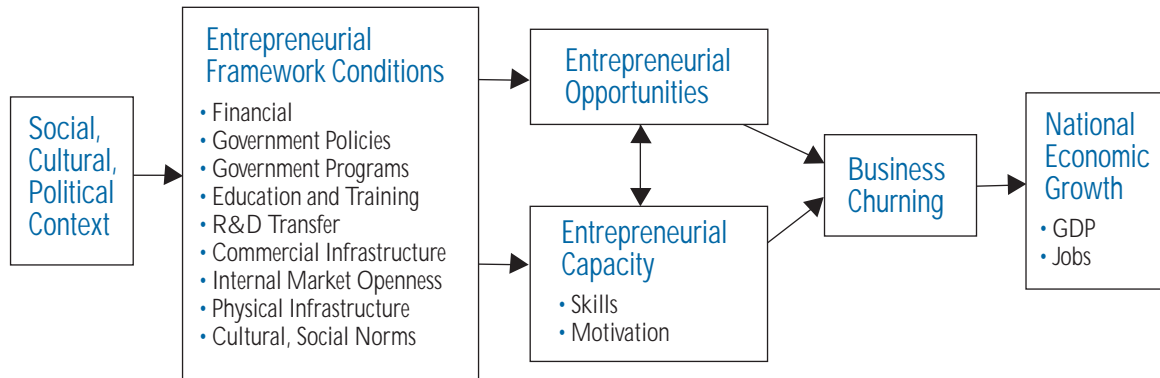 Social,
Cultural,
Political
Context
Entrepreneurial
Framework Conditions
• Financial
• Government Policies
• Government Programs
• Education and Training
• R&D Transfer
• Commercial Infrastructure
• Internal Market Openness
• Physical Infrastructure
• Cultural, Social Norms
Entrepreneurial
Opportunities
Entrepreneurial
Capacity
• Skills
• Motivation
Business
Churning
National
Economic
Growth
• GDP
• Jobs